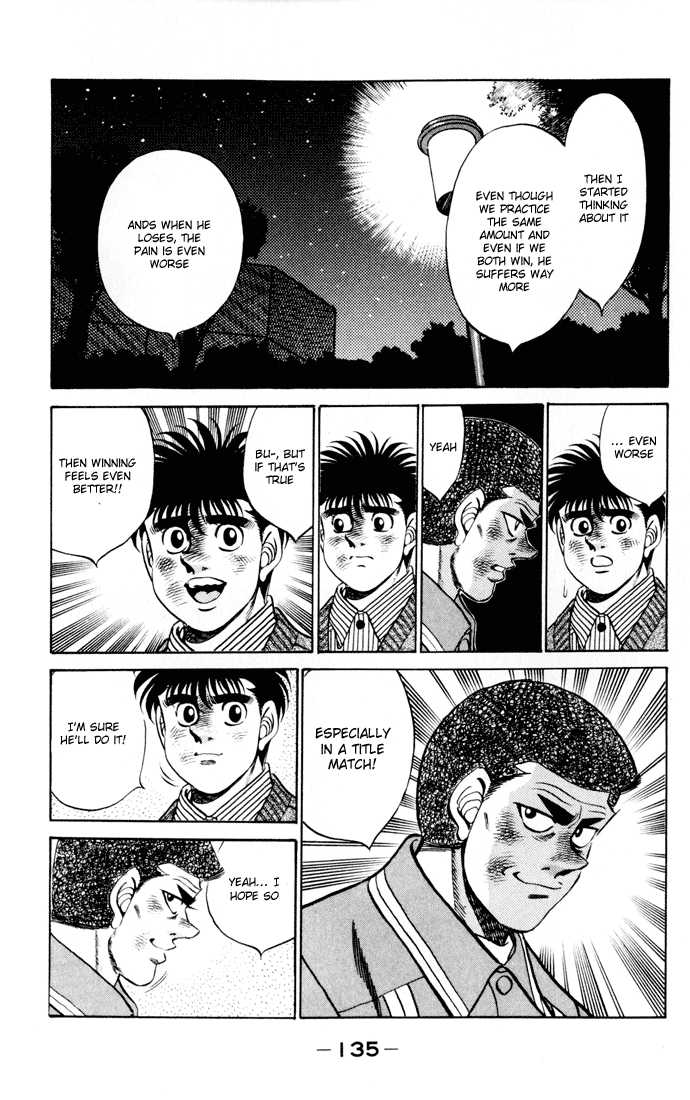 THEN I
STARTED
THINKING
ABOUT IT
EVEN THOUGH
WE PRACTICE
THE SAME
AMOUNT AND
EVEN IF WE
BOTH WIN, HE
SUFFERS WAY
MORE
ANDS WHEN HE
LOSES, THE
PAIN IS EVEN
WORSE
... EVEN
WORSE
YEAH
BU-, BUT
IF THAT'S
TRUE
THEN WINNING
FEELS EVEN
BETTER!!
ESPECIALLY
IN A TITLE
MATCH!
I'M SURE
HE'LL DO IT!
YEAH... I
HOPE SO
- 135 -